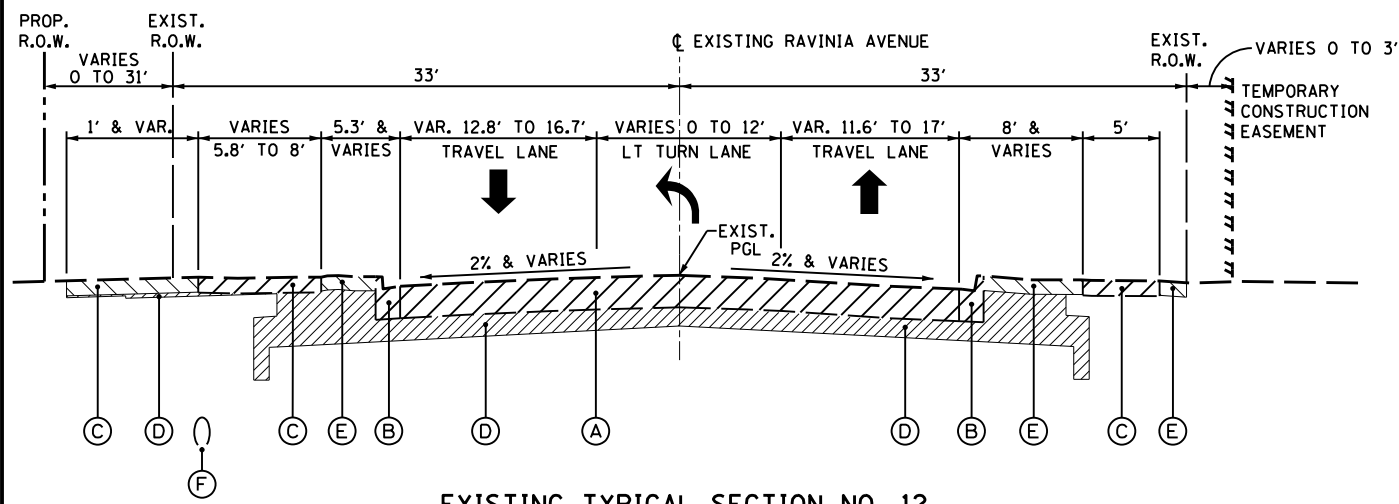 PROP.
R.O.W.
EXIST.
R.O.W.
VARIES
0 TO 31'
33'
℄ EXISTING RAVINIA AVENUE
33'
EXIST.
R.O.W.
VARIES 0 TO 3'
TEMPORARY
CONSTRUCTION
EASEMENT
1' & VAR.
VARIES
5.8' TO 8'
5.3' &
VARIES
VAR. 12.8' TO 16.7'
TRAVEL LANE
VARIES 0 TO 12'
LT TURN LANE
VAR. 11.6' TO 17'
TRAVEL LANE
8' &
VARIES
5'
EXIST.
PGL
2% & VARIES
2% & VARIES
C D C E B D A D B E C E
F
EXISTING TYPICAL SECTION NO. 12